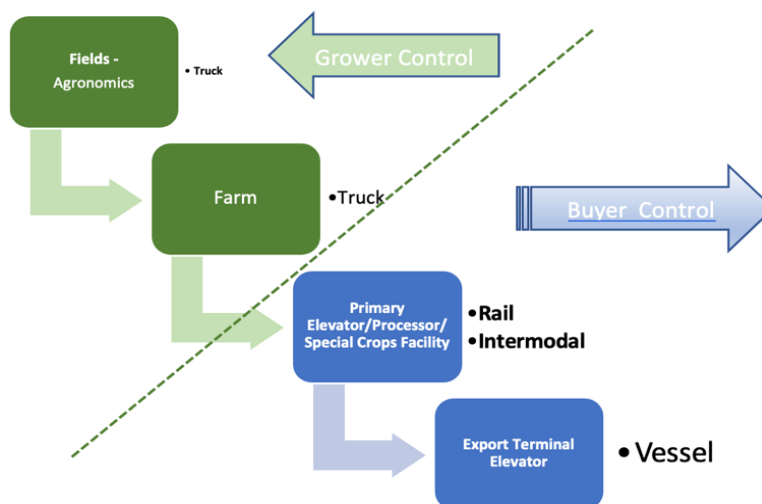 Fields -
Agronomics
• Truck
Grower Control
Farm
•Truck
Buyer Control
Primary
Elevator/Processor/
Special Crops Facility
•Rail
•Intermodal
Export Terminal
Elevator
•Vessel